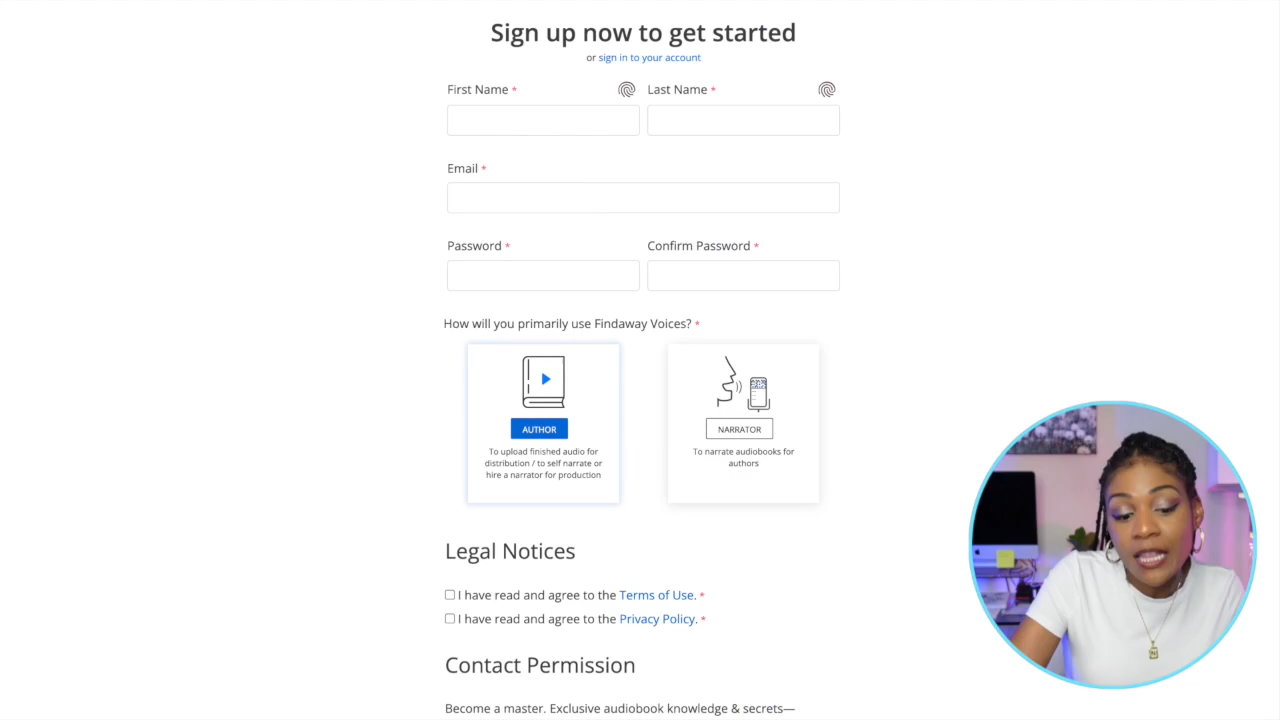 Sign up now to get started
or sign in to your account
First Name *
Last Name *
Email *
Password *
Confirm Password *
How will you primarily use Findaway Voices? *
AUTHOR
To upload finished audio for
distribution / to self narrate or
hire a narrator for production
NARRATOR
To narrate audiobooks for
authors
Legal Notices
I have read and agree to the Terms of Use. *
I have read and agree to the Privacy Policy. *
Contact Permission
Become a master. Exclusive audiobook knowledge & secrets—